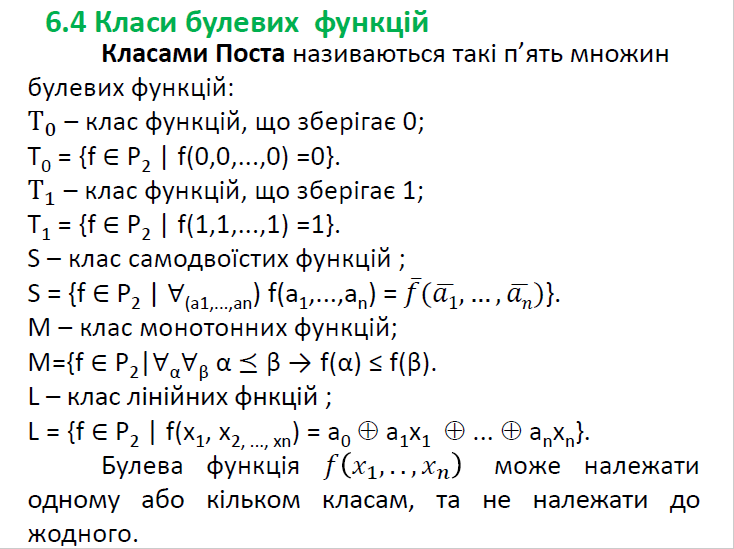 6.4 Класи булевих функцій
Класами Поста називаються такі п’ять множин
булевих функцій:
T₀ – клас функцій, що зберігає 0;
T₀ = {f ∈ P₂ | f(0,0,...,0) =0}.
T₁ – клас функцій, що зберігає 1;
T₁ = {f ∈ P₂ | f(1,1,...,1) =1}.
S – клас самодвоїстих функцій ;
S = {f ∈ P₂ | ∀(a1,...,an) f(a₁,...,aₙ) = f̄(ā₁, … , āₙ)}.
M – клас монотонних функцій;
M={f ∈ P₂|∀α∀β α ⪯ β → f(α) ≤ f(β).
L – клас лінійних фнкцій ;
L = {f ∈ P₂ | f(x₁, x₂, ..., xn) = a₀ ⊕ a₁x₁ ⊕ ... ⊕ aₙxₙ}.
Булева функція f(x₁, . . , xₙ) може належати
одному або кільком класам, та не належати до
жодного.